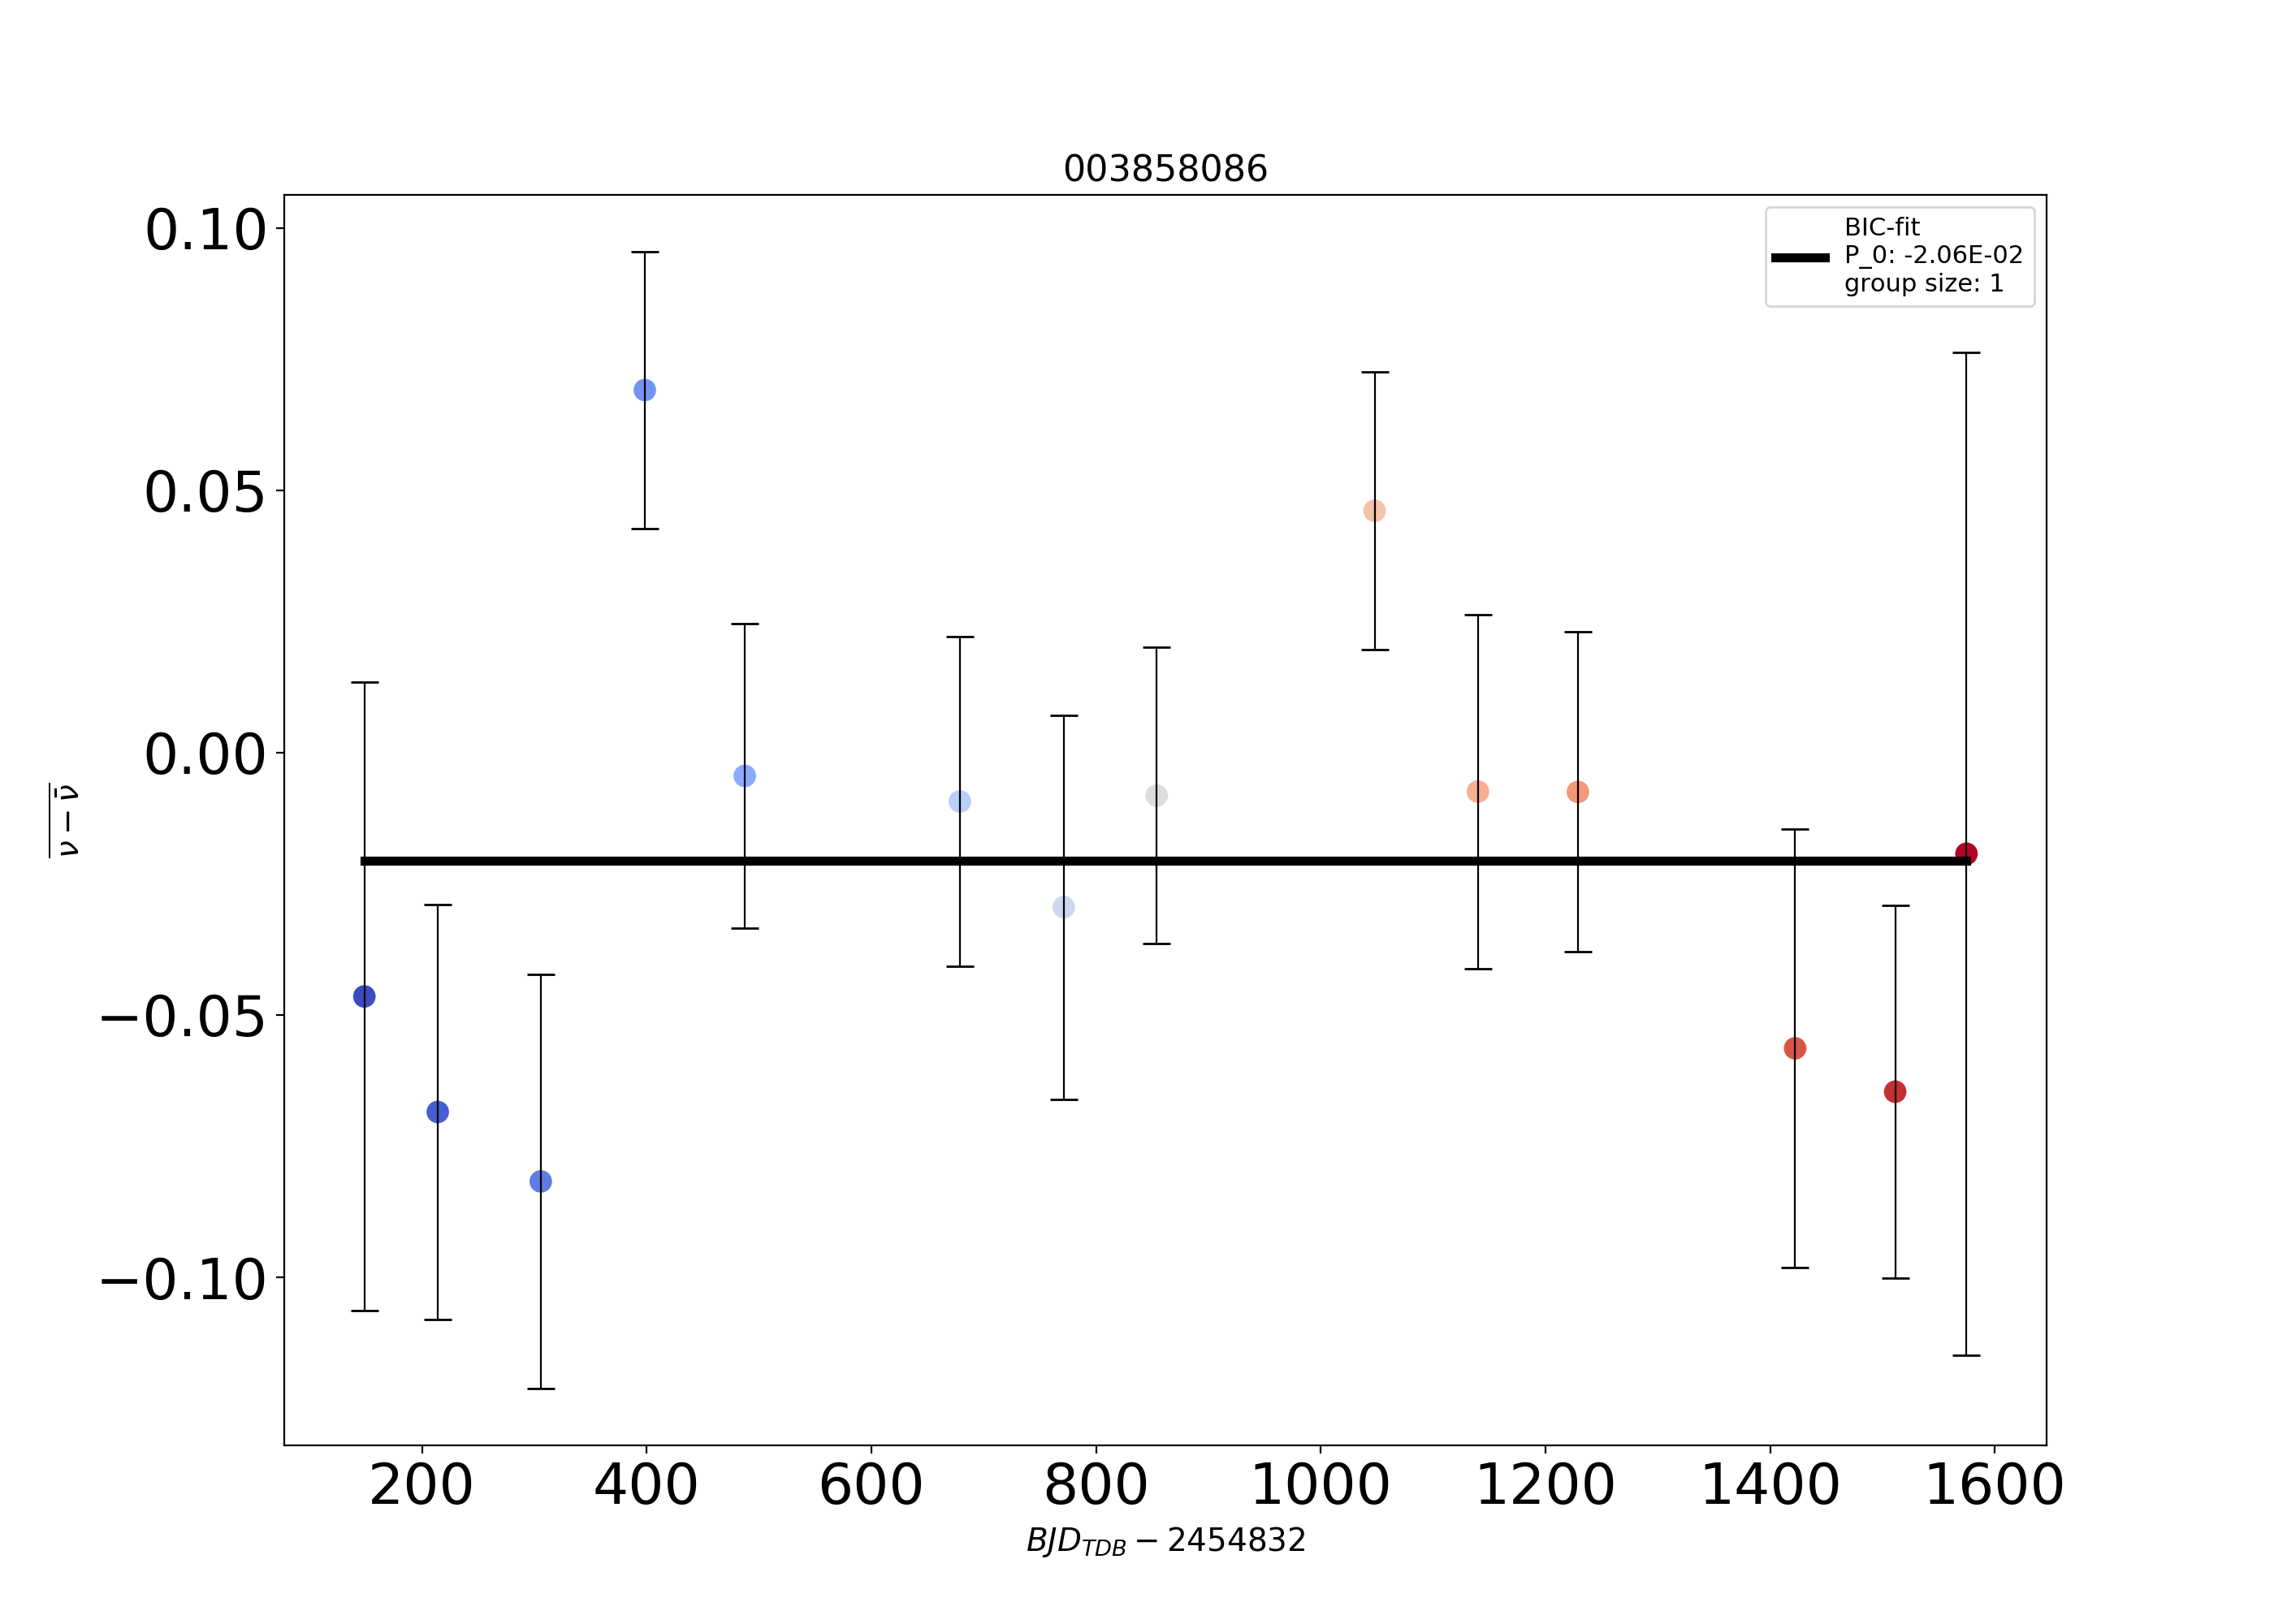 003858086
BIC-fit
P_0: -2.06E-02
group size: 1
0.10
0.05
0.00
−0.05
−0.10
ν − ν̄
200 400 600 800 1000 1200 1400 1600
BJD_TDB − 2454832